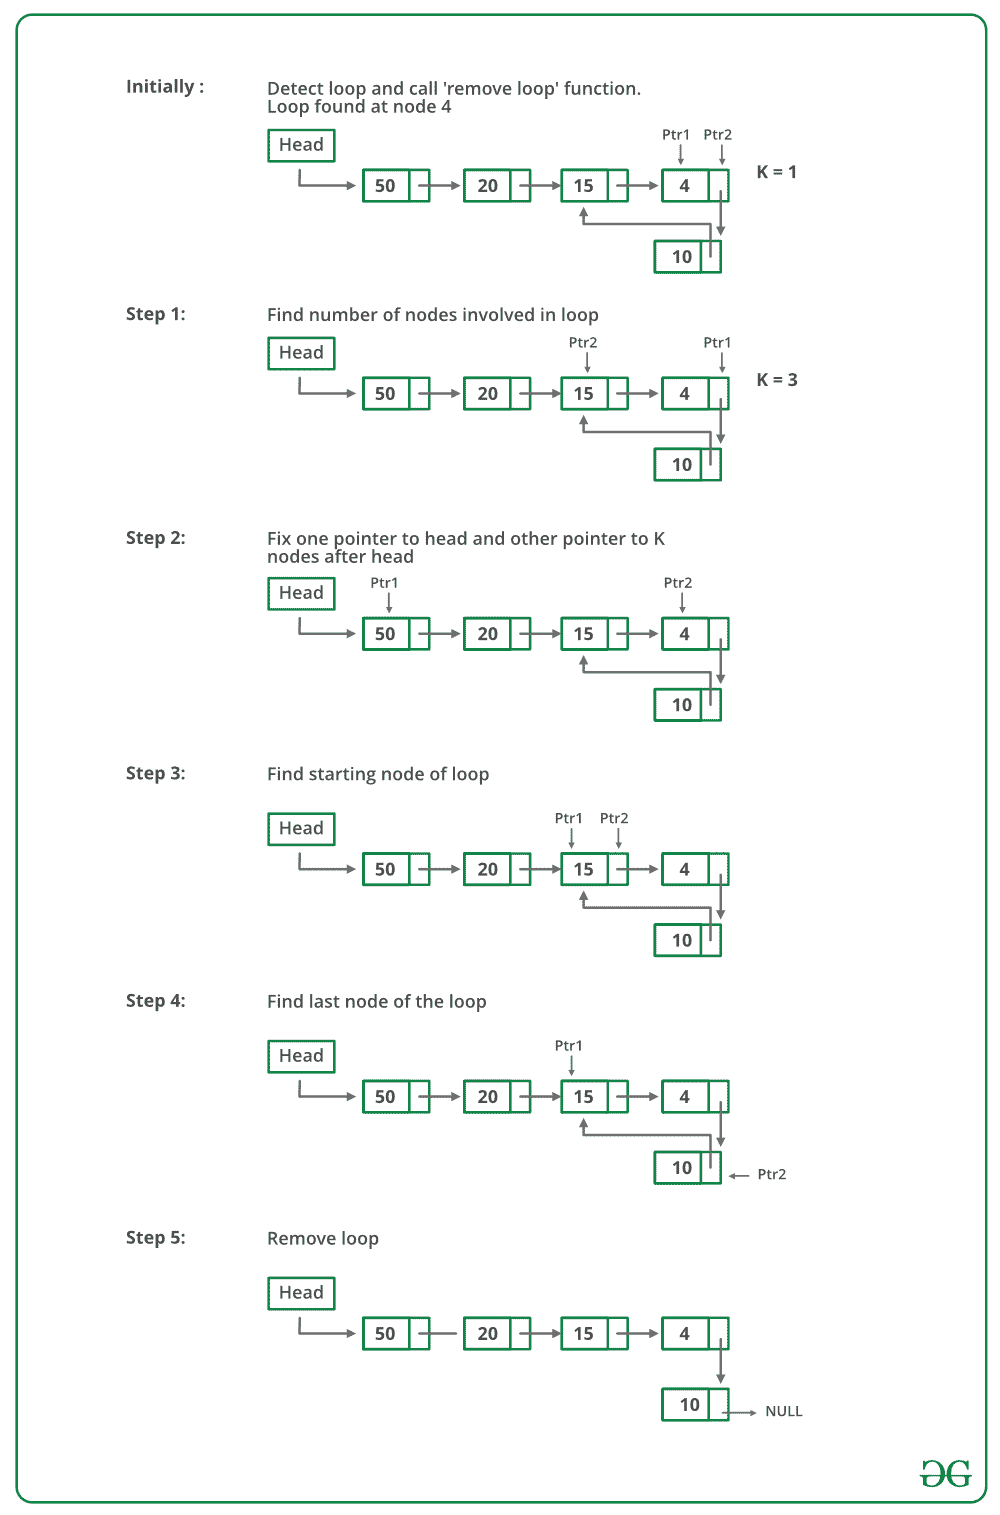 Initially :
Detect loop and call 'remove loop' function.
Loop found at node 4
Head
Ptr1 Ptr2
50 20 15 4
K = 1
10
Step 1:
Find number of nodes involved in loop
Head
Ptr2 Ptr1
50 20 15 4
K = 3
10
Step 2:
Fix one pointer to head and other pointer to K
nodes after head
Head
Ptr1 Ptr2
50 20 15 4
10
Step 3:
Find starting node of loop
Head
Ptr1 Ptr2
50 20 15 4
10
Step 4:
Find last node of the loop
Head
Ptr1
50 20 15 4
10
Ptr2
Step 5:
Remove loop
Head
50 20 15 4
10
NULL